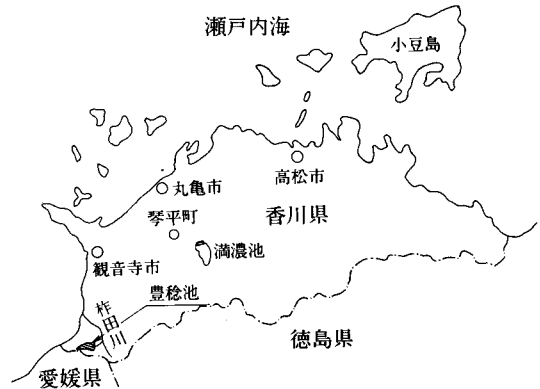 瀬戸内海
小豆島
高松市
丸亀市
琴平町
香川県
満濃池
観音寺市
豊稔池
柞田川
徳島県
愛媛県